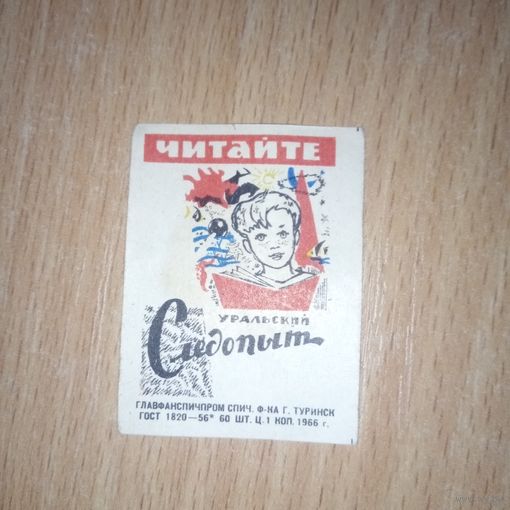 ЧИТАЙТЕ
УРАЛЬСКИЙ
Следопыт
ГЛАВФАНСПИЧПРОМ СПИЧ. Ф-КА Г. ТУРИНСК
ГОСТ 1820—56* 60 ШТ. Ц. 1 КОП. 1966 г.